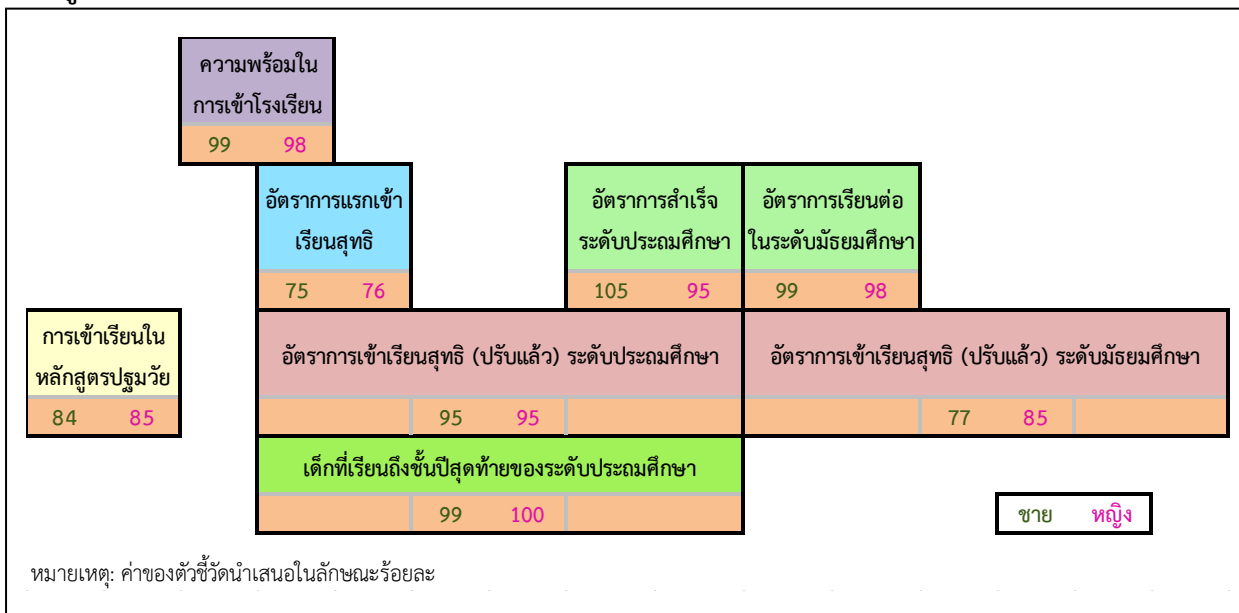 ความพร้อมใน
การเข้าโรงเรียน
99 98
อัตราการแรกเข้า
เรียนสุทธิ
75 76
อัตราการสำเร็จ
ระดับประถมศึกษา
105 95
อัตราการเรียนต่อ
ในระดับมัธยมศึกษา
99 98
การเข้าเรียนใน
หลักสูตรปฐมวัย
84 85
อัตราการเข้าเรียนสุทธิ (ปรับแล้ว) ระดับประถมศึกษา
95 95
อัตราการเข้าเรียนสุทธิ (ปรับแล้ว) ระดับมัธยมศึกษา
77 85
เด็กที่เรียนถึงชั้นปีสุดท้ายของระดับประถมศึกษา
99 100
ชาย หญิง
หมายเหตุ: ค่าของตัวชี้วัดนำเสนอในลักษณะร้อยละ